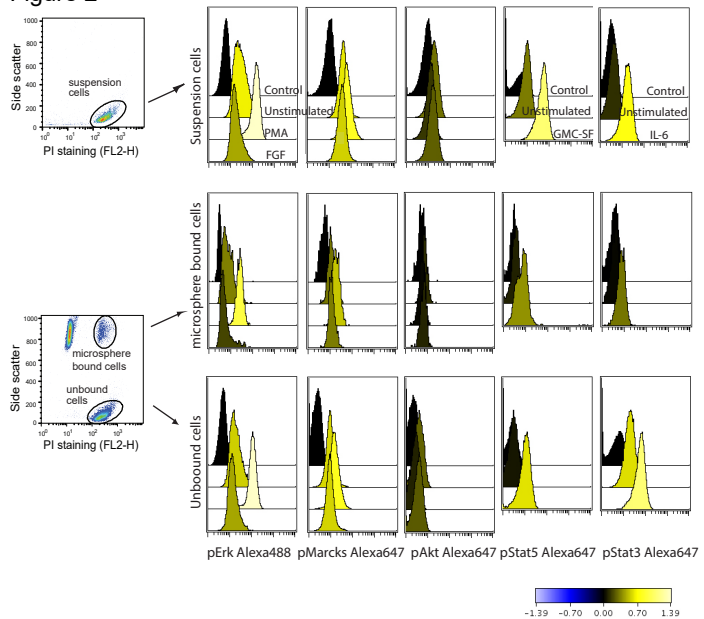 Figure 2
Side scatter
1000
800
600
400
200
0
suspension
cells
10⁰ 10¹ 10² 10³
PI staining (FL2-H)
Suspension cells
Control
Unstimulated
PMA
FGF
Control
Unstimulated
GMC-SF
Control
Unstimulated
IL-6
microsphere bound cells
Side scatter
1000
800
600
400
200
0
microsphere
bound cells
unbound
cells
10⁰ 10¹ 10² 10³
PI staining (FL2-H)
Unboound cells
pErk Alexa488 pMarcks Alexa647 pAkt Alexa647 pStat5 Alexa647 pStat3 Alexa647
-1.39 -0.70 0.00 0.70 1.39